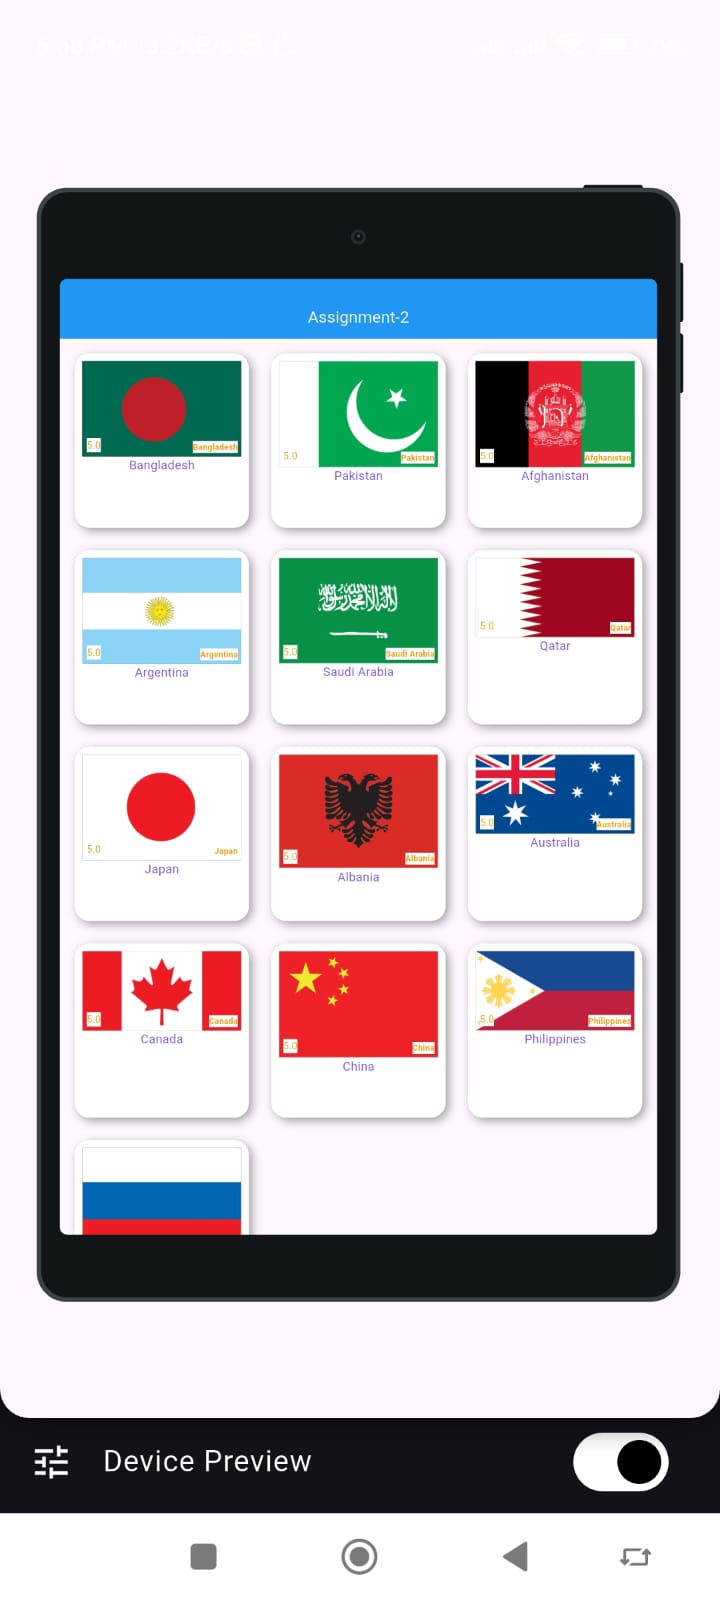 5:58 PM | 3.2KB/s
Assignment-2
5.0 Bangladesh
Bangladesh
5.0 Pakistan
Pakistan
5.0 Afghanistan
Afghanistan
5.0 Argentina
Argentina
5.0 Saudi Arabia
Saudi Arabia
5.0 Qatar
Qatar
5.0 Japan
Japan
5.0 Albania
Albania
5.0 Australia
Australia
5.0 Canada
Canada
5.0 China
China
5.0 Philippines
Philippines
Device Preview